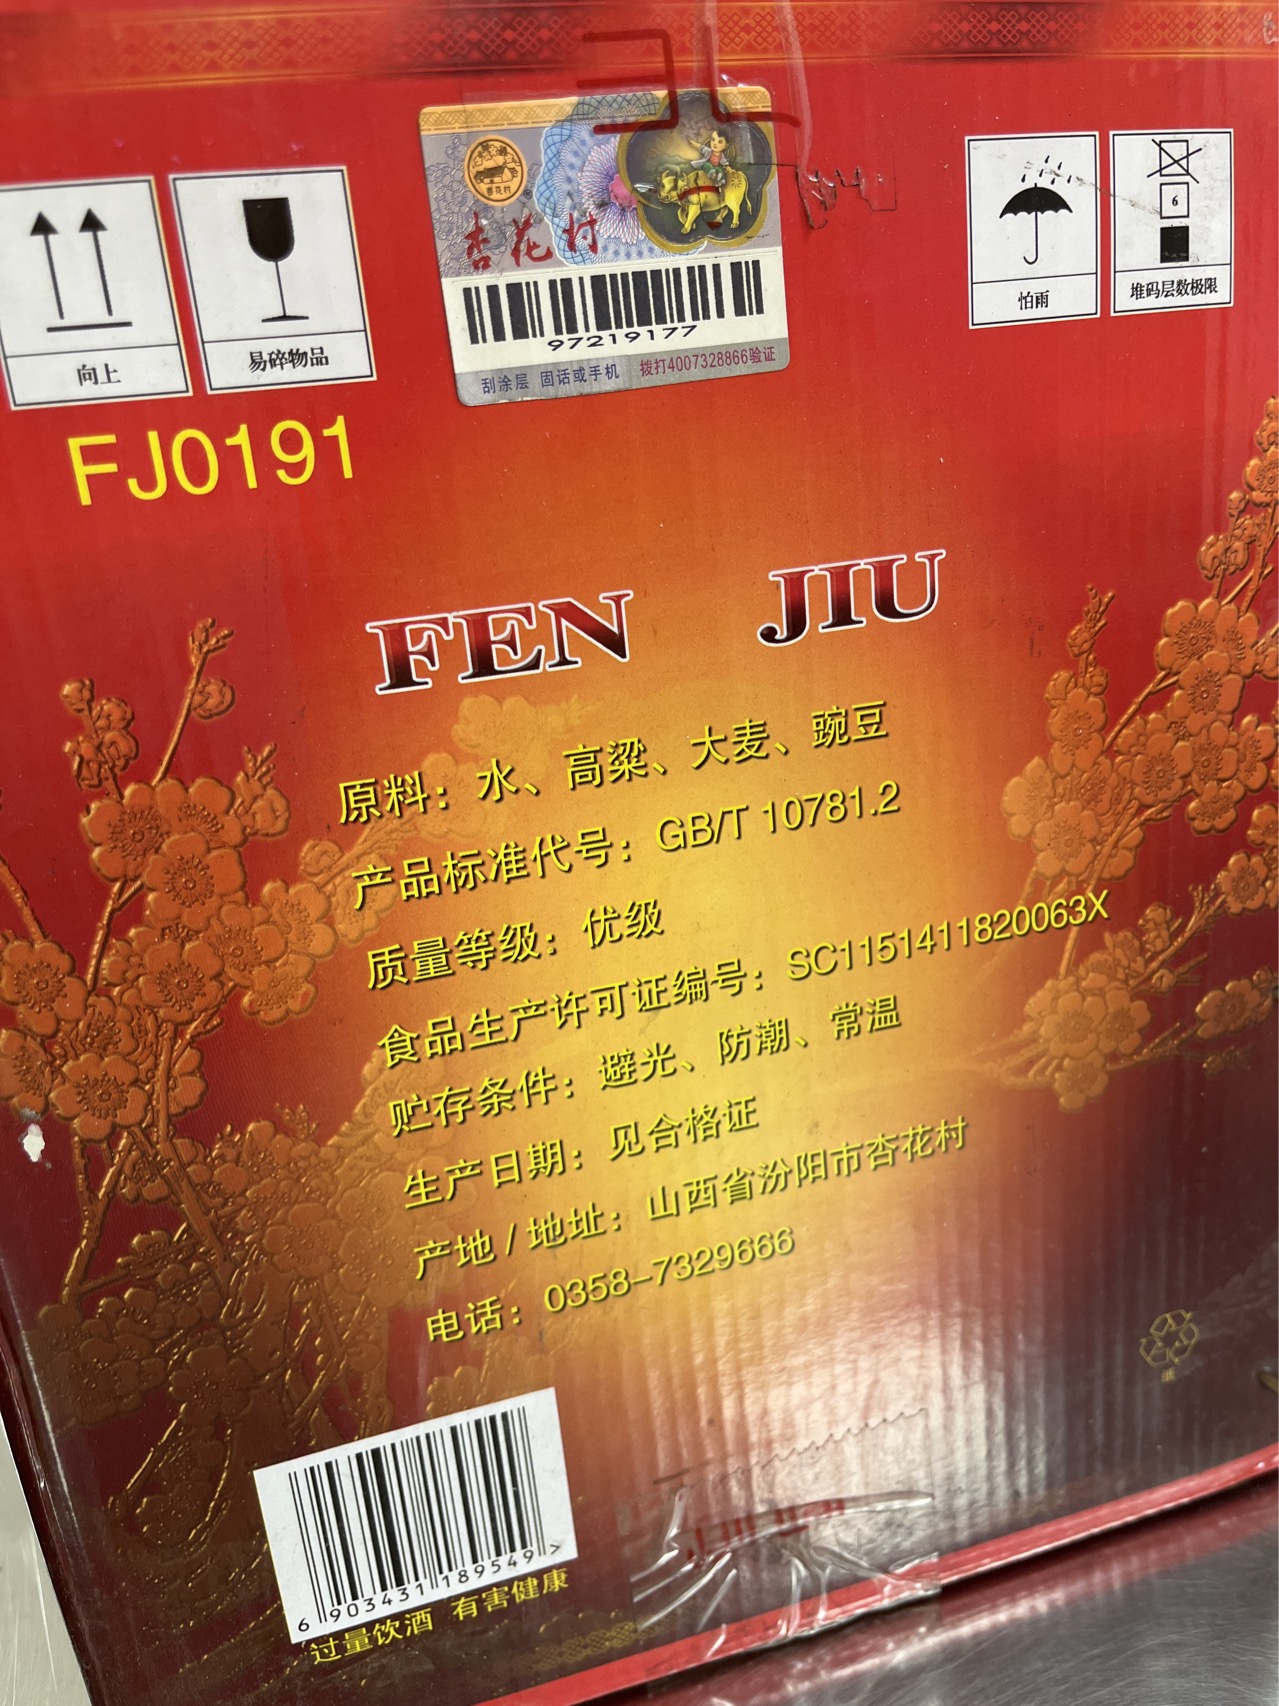 杏花村
杏花村
97219177
刮涂层 固话或手机 拨打4007328866验证
向上
易碎物品
怕雨
6
堆码层数极限
FJ0191
FEN JIU
原料：水、高粱、大麦、豌豆
产品标准代号：GB/T 10781.2
质量等级：优级
食品生产许可证编号：SC11514118200​63X
贮存条件：避光、防潮、常温
生产日期：见合格证
产地 / 地址：山西省汾阳市杏花村
电话：0358-7329666
6 903431 189549 >
过量饮酒 有害健康